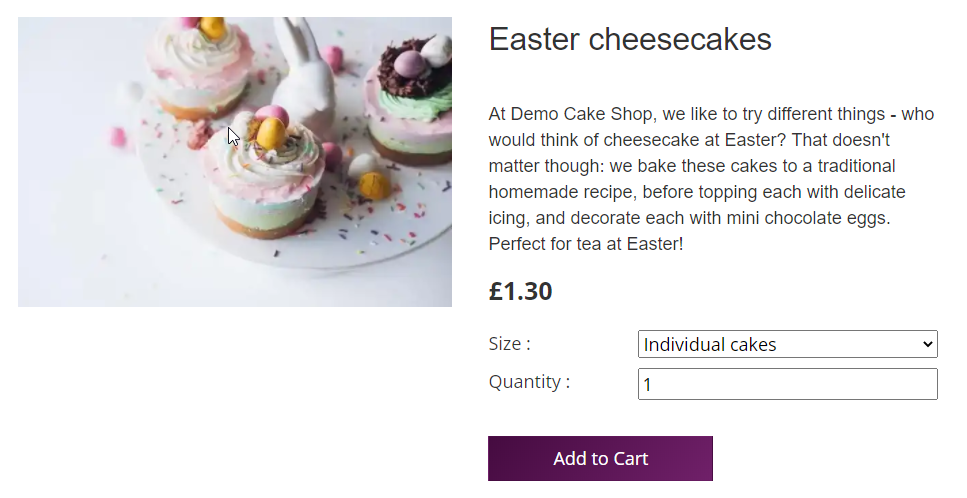 Easter cheesecakes
At Demo Cake Shop, we like to try different things - who
would think of cheesecake at Easter? That doesn't
matter though: we bake these cakes to a traditional
homemade recipe, before topping each with delicate
icing, and decorate each with mini chocolate eggs.
Perfect for tea at Easter!
£1.30
Size : Individual cakes
Quantity : 1
Add to Cart